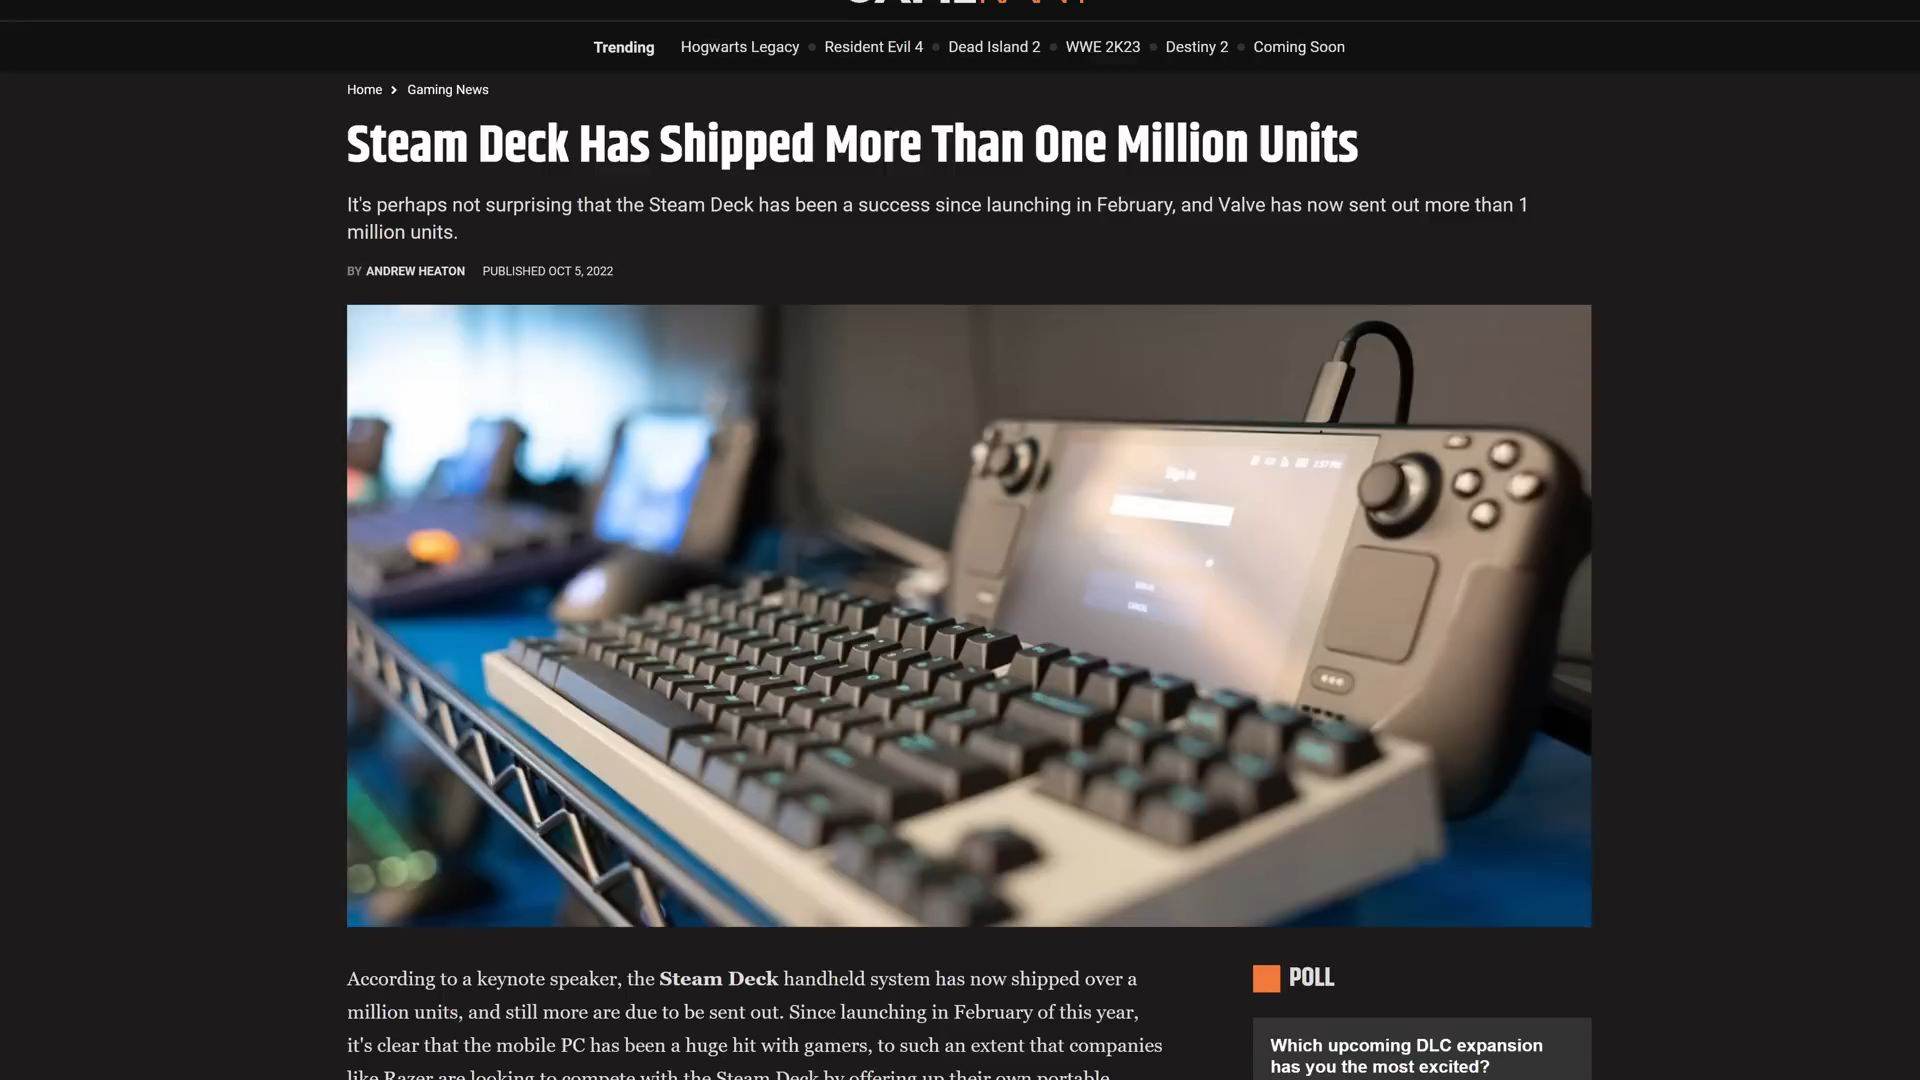 Trending Hogwarts Legacy Resident Evil 4 Dead Island 2 WWE 2K23 Destiny 2 Coming Soon
Home > Gaming News
Steam Deck Has Shipped More Than One Million Units
It's perhaps not surprising that the Steam Deck has been a success since launching in February, and Valve has now sent out more than 1
million units.
BY ANDREW HEATON PUBLISHED OCT 5, 2022
Sign in
According to a keynote speaker, the Steam Deck handheld system has now shipped over a
million units, and still more are due to be sent out. Since launching in February of this year,
it's clear that the mobile PC has been a huge hit with gamers, to such an extent that companies
like Razer are looking to compete with the Steam Deck by offering up their own portable
POLL
Which upcoming DLC expansion
has you the most excited?